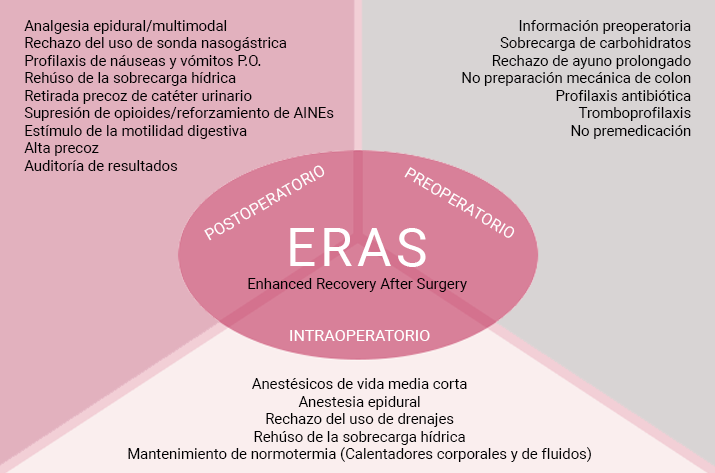 Analgesia epidural/multimodal
Rechazo del uso de sonda nasogástrica
Profilaxis de náuseas y vómitos P.O.
Rehúso de la sobrecarga hídrica
Retirada precoz de catéter urinario
Supresión de opioides/reforzamiento de AINEs
Estímulo de la motilidad digestiva
Alta precoz
Auditoría de resultados
Información preoperatoria
Sobrecarga de carbohidratos
Rechazo de ayuno prolongado
No preparación mecánica de colon
Profilaxis antibiótica
Tromboprofilaxis
No premedicación
POSTOPERATORIO
PREOPERATORIO
ERAS
Enhanced Recovery After Surgery
INTRAOPERATORIO
Anestésicos de vida media corta
Anestesia epidural
Rechazo del uso de drenajes
Rehúso de la sobrecarga hídrica
Mantenimiento de normotermia (Calentadores corporales y de fluidos)